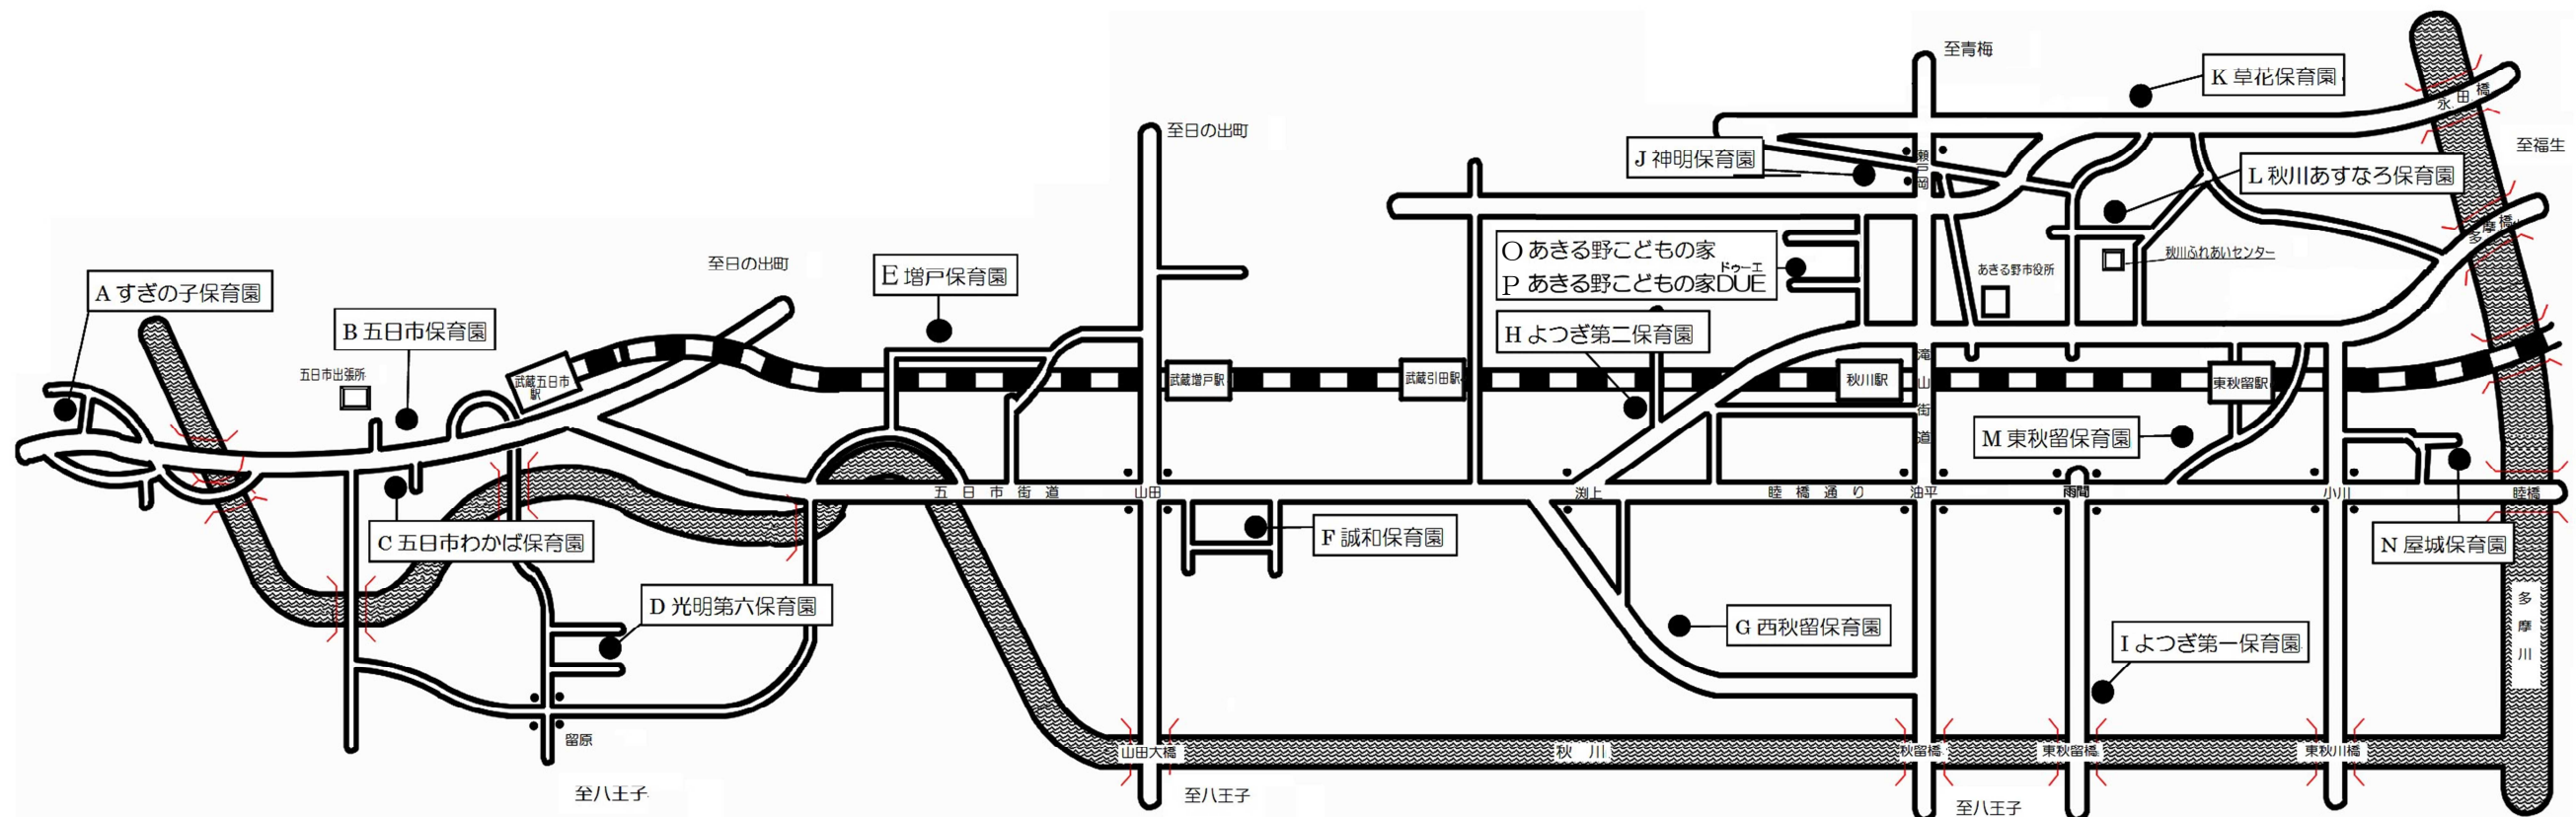 至青梅
K 草花保育園
永田橋
至福生
至日の出町
J 神明保育園
瀬戸岡
L 秋川あすなろ保育園
多摩橋
O あきる野こどもの家
P あきる野こどもの家DUE
ドゥーエ
あきる野市役所
秋川ふれあいセンター
至日の出町
E 増戸保育園
A すぎの子保育園
B 五日市保育園
五日市出張所
武蔵五日市駅
H よつぎ第二保育園
武蔵増戸駅
武蔵引田駅
秋川駅
滝山街道
東秋留駅
M 東秋留保育園
五日市街道
山田
渕上
睦橋通り
油平
雨間
小川
睦橋
C 五日市わかば保育園
F 誠和保育園
N 屋城保育園
D 光明第六保育園
G 西秋留保育園
I よつぎ第一保育園
多摩川
留原
山田大橋
秋川
秋留橋
東秋留橋
東秋川橋
至八王子
至八王子
至八王子